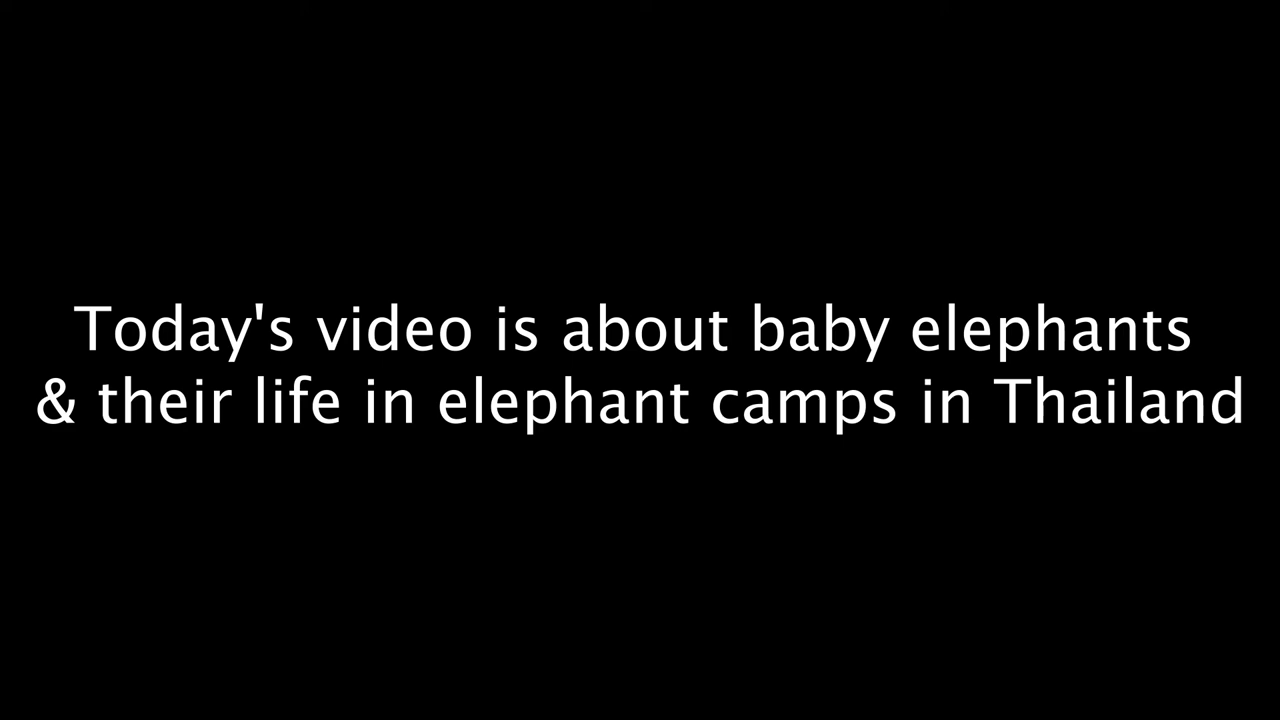 Today's video is about baby elephants
& their life in elephant camps in Thailand